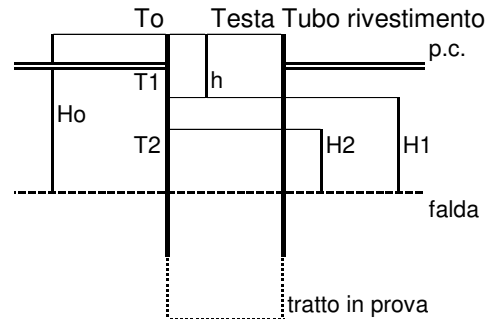 To Testa Tubo rivestimento
p.c.
T1 h
Ho
T2 H2 H1
falda
tratto in prova